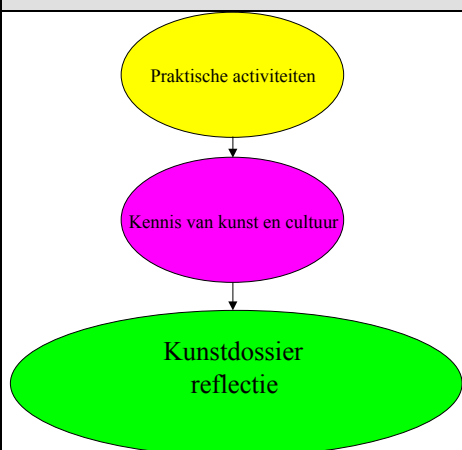 Praktische activiteiten
Kennis van kunst en cultuur
Kunstdossier
reflectie